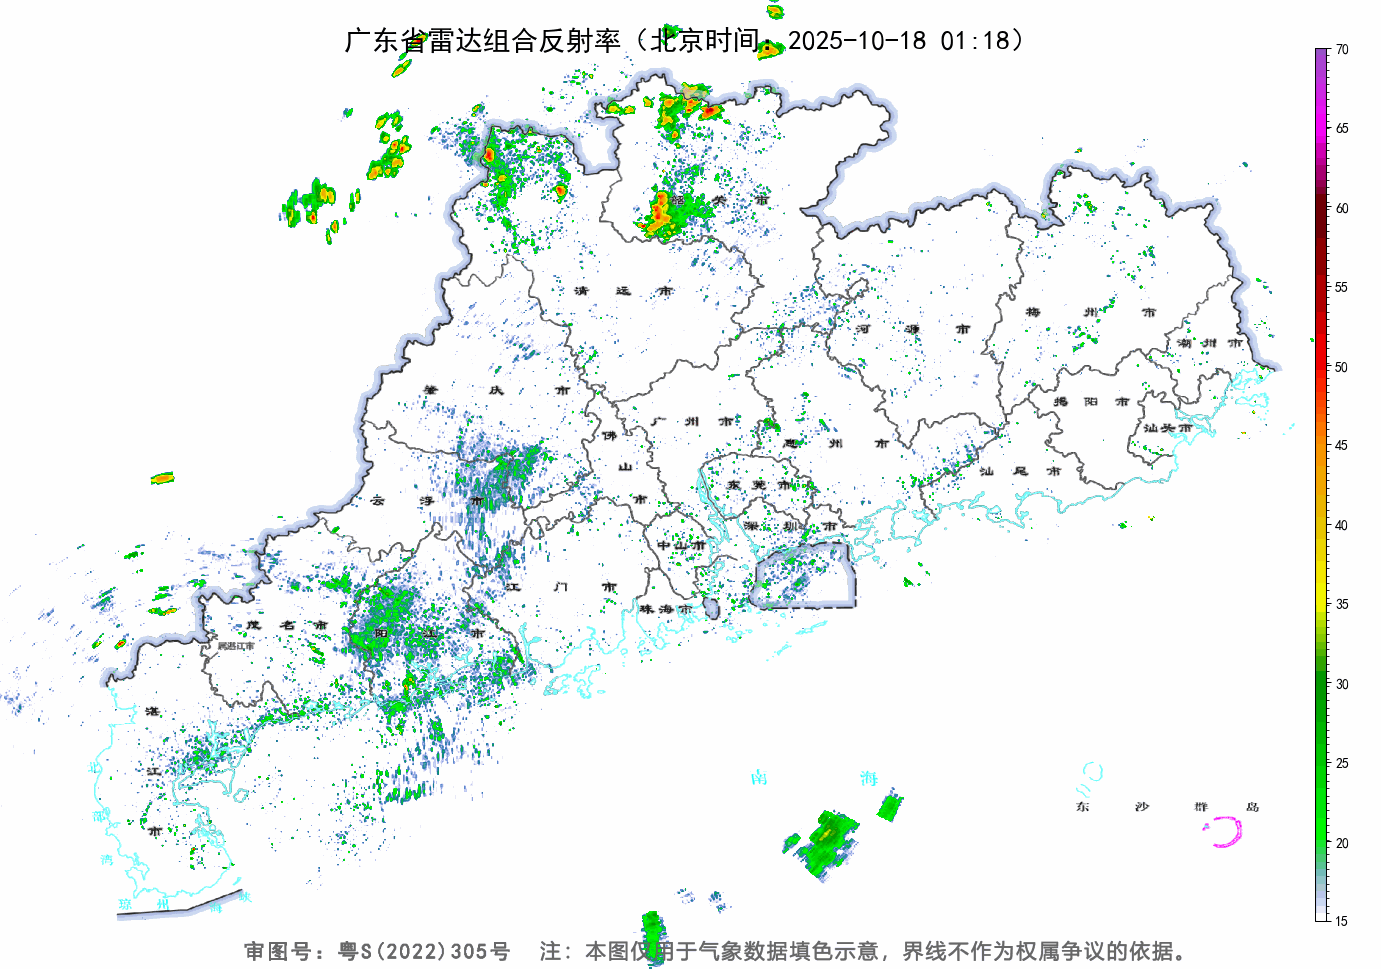 广东省雷达组合反射率（北京时间：2025-10-18 01:18）
70
65
60
55
50
45
40
35
30
25
20
15
韶关市
清远市
河源市
梅州市
潮州市
肇庆市
广州市
佛山市
惠州市
揭阳市
汕头市
汕尾市
云浮市
东莞市
深圳市
中山市
江门市
珠海市
茂名市
阳江市
属湛江市
湛江市
南海
东沙群岛
北部湾
琼州海峡
审图号：粤S(2022)305号 注：本图仅用于气象数据填色示意，界线不作为权属争议的依据。